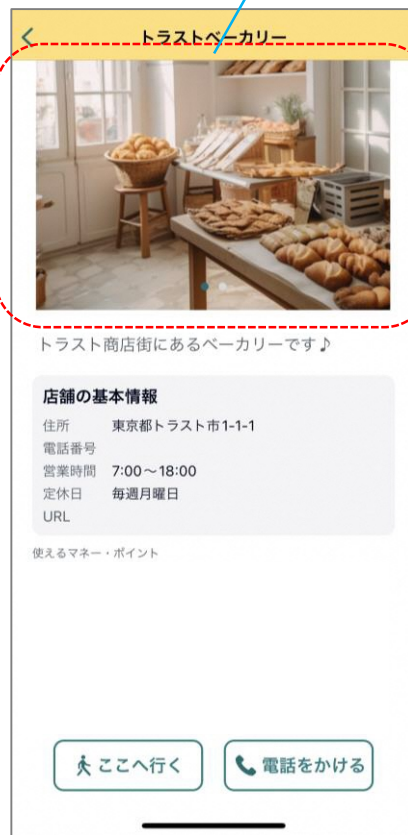 トラストベーカリー
トラスト商店街にあるベーカリーです♪
店舗の基本情報
住所 東京都トラスト市1-1-1
電話番号
営業時間 7:00～18:00
定休日 毎週月曜日
URL
使えるマネー・ポイント
ここへ行く 電話をかける